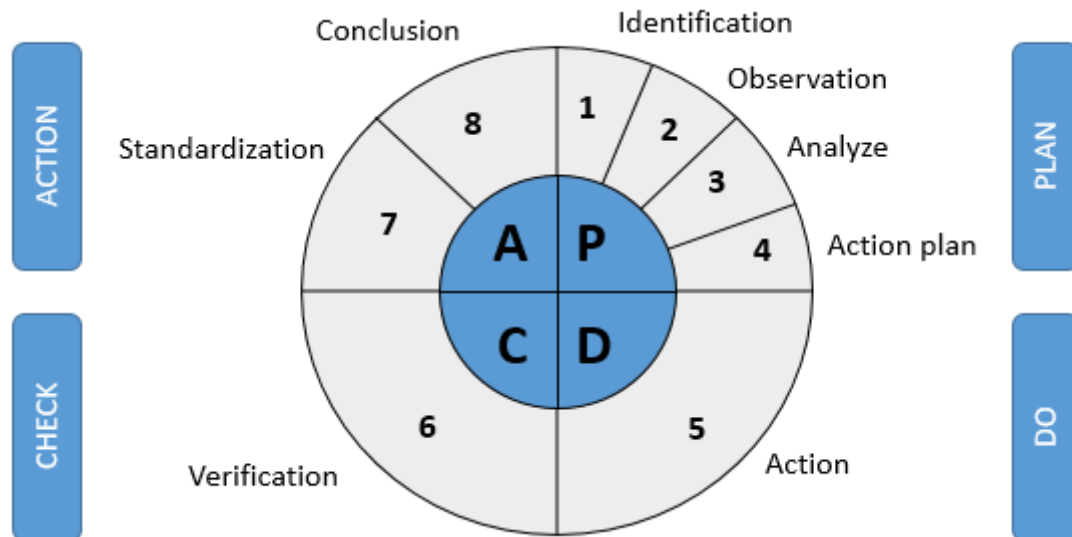 Conclusion
Identification
Observation
Analyze
Action plan
Standardization
Verification
Action
ACTION
CHECK
PLAN
DO
1
2
3
4
5
6
7
8
A
P
C
D